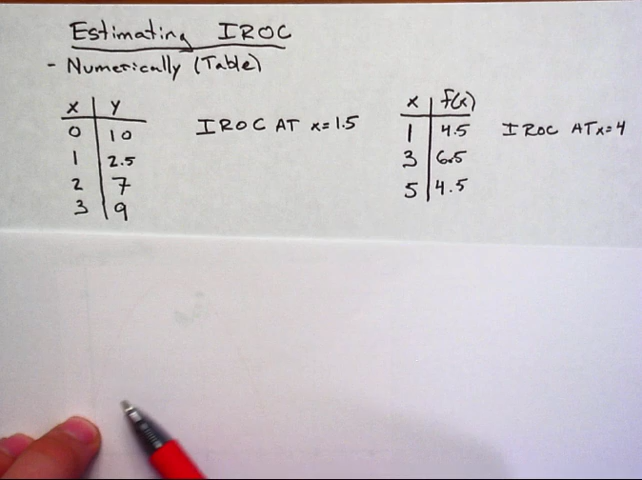 Estimating IROC
- Numerically (Table)
x y
0 10
1 2.5
2 7
3 9
IROC AT x=1.5
x f(x)
1 4.5
3 6.5
5 4.5
IROC AT x=4